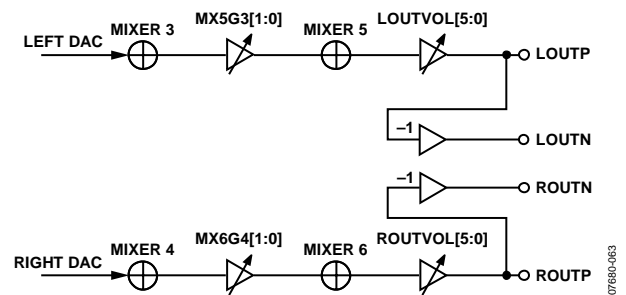 MIXER 3 MX5G3[1:0] MIXER 5 LOUTVOL[5:0]
LEFT DAC
LOUTP
–1
LOUTN
–1
ROUTN
MIXER 4 MX6G4[1:0] MIXER 6 ROUTVOL[5:0]
RIGHT DAC
ROUTP
07680-063